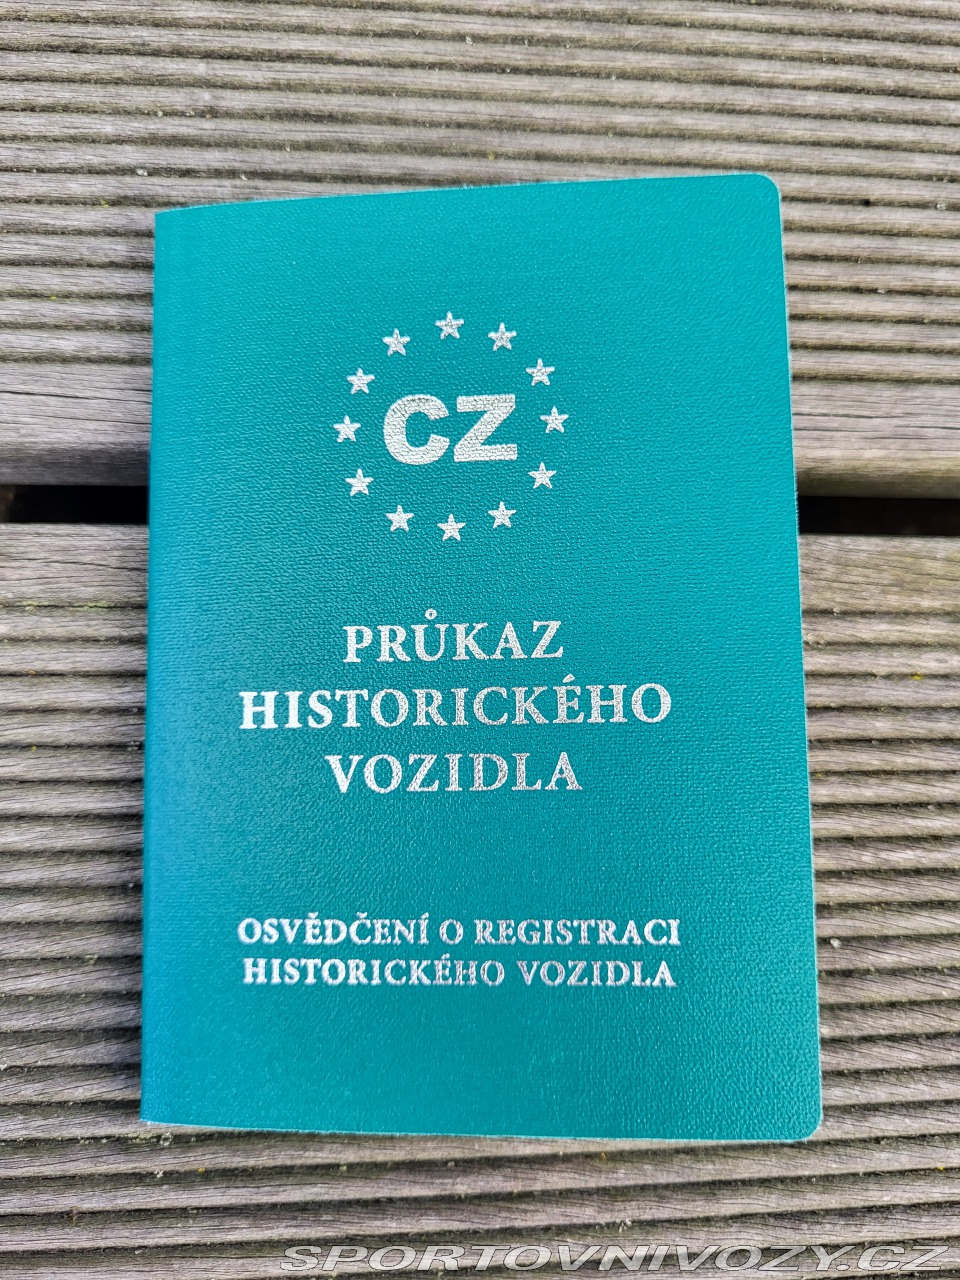 CZ
PRŮKAZ
HISTORICKÉHO
VOZIDLA
OSVĚDČENÍ O REGISTRACI
HISTORICKÉHO VOZIDLA
SPORTOVNIVOZY.CZ